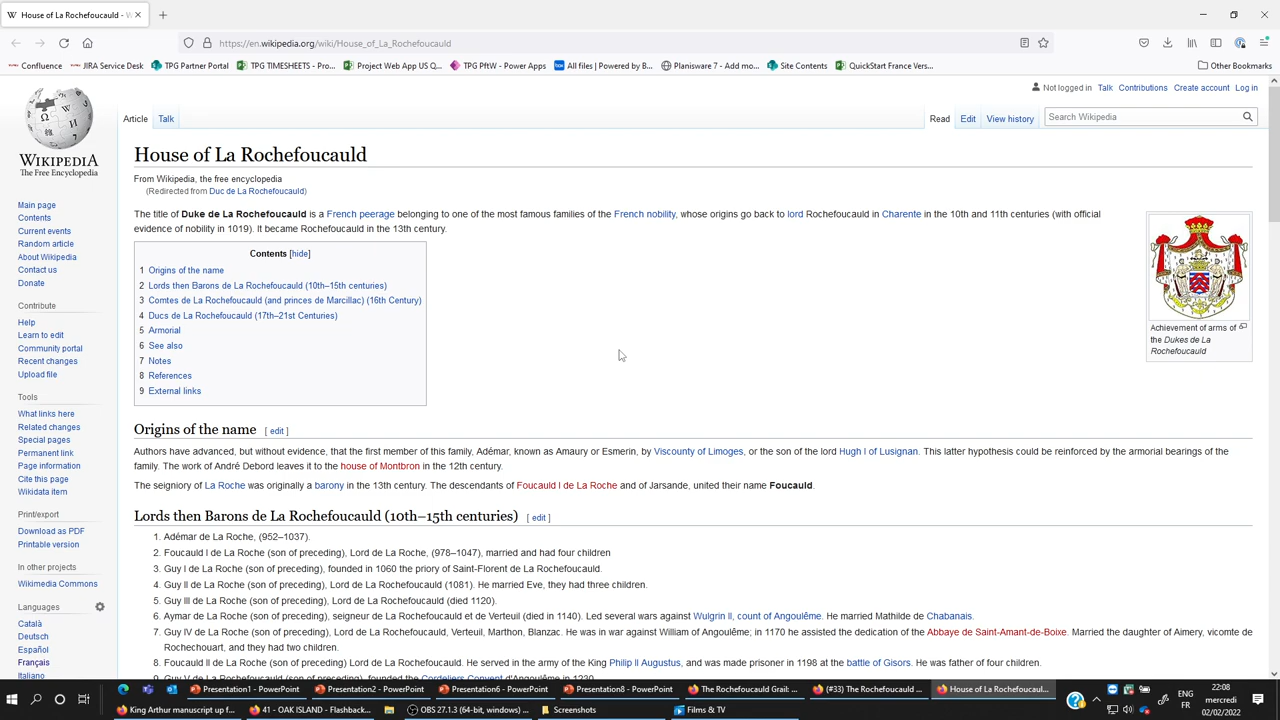 House of La Rochefoucauld - W
https://en.wikipedia.org/wiki/House_of_La_Rochefoucauld
Confluence JIRA Service Desk TPG Partner Portal TPG TIMESHEETS - Pro... Project Web App US Q... TPG PftW - Power Apps All files | Powered by B... Planisware 7 - Add mo... Site Contents QuickStart France Vers... Other Bookmarks
Not logged in Talk Contributions Create account Log in
Article Talk Read Edit View history Search Wikipedia
WIKIPEDIA
The Free Encyclopedia
Main page
Contents
Current events
Random article
About Wikipedia
Contact us
Donate
Contribute
Help
Learn to edit
Community portal
Recent changes
Upload file
Tools
What links here
Related changes
Special pages
Permanent link
Page information
Cite this page
Wikidata item
Print/export
Download as PDF
Printable version
In other projects
Wikimedia Commons
Languages
Català
Deutsch
Español
Français
Italiano
House of La Rochefoucauld
From Wikipedia, the free encyclopedia
(Redirected from Duc de La Rochefoucauld)
The title of Duke de La Rochefoucauld is a French peerage belonging to one of the most famous families of the French nobility, whose origins go back to lord Rochefoucauld in Charente in the 10th and 11th centuries (with official
evidence of nobility in 1019). It became Rochefoucauld in the 13th century.
Contents [hide]
1 Origins of the name
2 Lords then Barons de La Rochefoucauld (10th–15th centuries)
3 Comtes de La Rochefoucauld (and princes de Marcillac) (16th Century)
4 Ducs de La Rochefoucauld (17th–21st Centuries)
5 Armorial
6 See also
7 Notes
8 References
9 External links
Achievement of arms of
the Dukes de La
Rochefoucauld
Origins of the name [ edit ]
Authors have advanced, but without evidence, that the first member of this family, Adémar, known as Amaury or Esmerin, by Viscounty of Limoges, or the son of the lord Hugh I of Lusignan. This latter hypothesis could be reinforced by the armorial bearings of the
family. The work of André Debord leaves it to the house of Montbron in the 12th century.
The seigniory of La Roche was originally a barony in the 13th century. The descendants of Foucauld I de La Roche and of Jarsande, united their name Foucauld.
Lords then Barons de La Rochefoucauld (10th–15th centuries) [ edit ]
1. Adémar de La Roche, (952–1037).
2. Foucauld I de La Roche (son of preceding), Lord de La Roche, (978–1047), married and had four children
3. Guy I de La Roche (son of preceding), founded in 1060 the priory of Saint-Florent de La Rochefoucauld.
4. Guy II de La Roche (son of preceding), Lord de La Rochefoucauld (1081). He married Eve, they had three children.
5. Guy III de La Roche (son of preceding), Lord de La Rochefoucauld (died 1120).
6. Aymar de La Roche (son of preceding), seigneur de La Rochefoucauld et de Verteuil (died in 1140). Led several wars against Wulgrin II, count of Angoulême. He married Mathilde de Chabanais.
7. Guy IV de La Roche (son of preceding), Lord de La Rochefoucauld, Verteuil, Marthon, Blanzac. He was in war against William of Angoulême; in 1170 he assisted the dedication of the Abbaye de Saint-Amant-de-Boixe. Married the daughter of Aimery, vicomte de
Rochechouart, and they had two children.
8. Foucauld II de La Roche (son of preceding) Lord de La Rochefoucauld. He served in the army of the King Philip II Augustus, and was made prisoner in 1198 at the battle of Gisors. He was father of four children.
9. Guy V de La Roche (son of preceding), founded the Cordeliers Convent d'Angoulême in 1230.
Presentation1 - PowerPoint Presentation2 - PowerPoint Presentation6 - PowerPoint Presentation8 - PowerPoint The Rochefoucauld Grail: ... (#33) The Rochefoucauld ... House of La Rochefoucaul...
King Arthur manuscript up f... 41 - OAK ISLAND - Flashback... OBS 27.1.3 (64-bit, windows) ... Screenshots Films & TV
ENG
FR
22:08
mercredi
02/02/2022